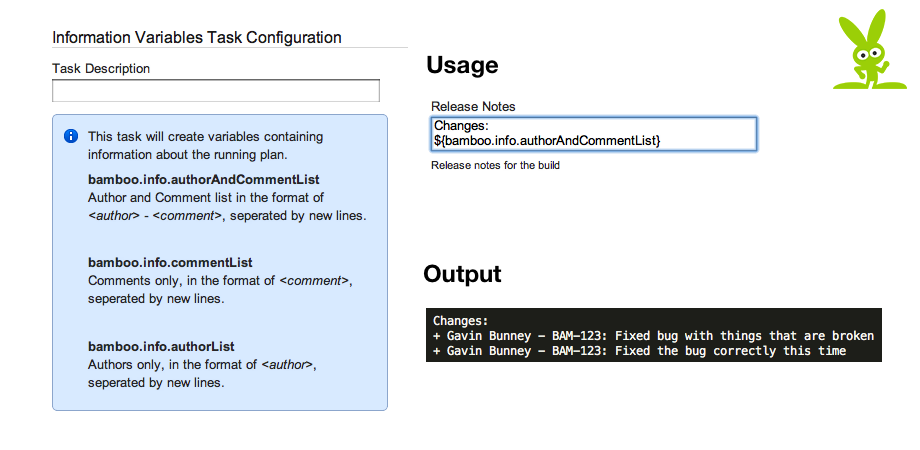 Information Variables Task Configuration
Task Description
This task will create variables containing
information about the running plan.
bamboo.info.authorAndCommentList
Author and Comment list in the format of
<author> - <comment>, seperated by new lines.
bamboo.info.commentList
Comments only, in the format of <comment>,
seperated by new lines.
bamboo.info.authorList
Authors only, in the format of <author>,
seperated by new lines.
Usage
Release Notes
Changes:
${bamboo.info.authorAndCommentList}
Release notes for the build
Output
Changes:
+ Gavin Bunney - BAM-123: Fixed bug with things that are broken
+ Gavin Bunney - BAM-123: Fixed the bug correctly this time